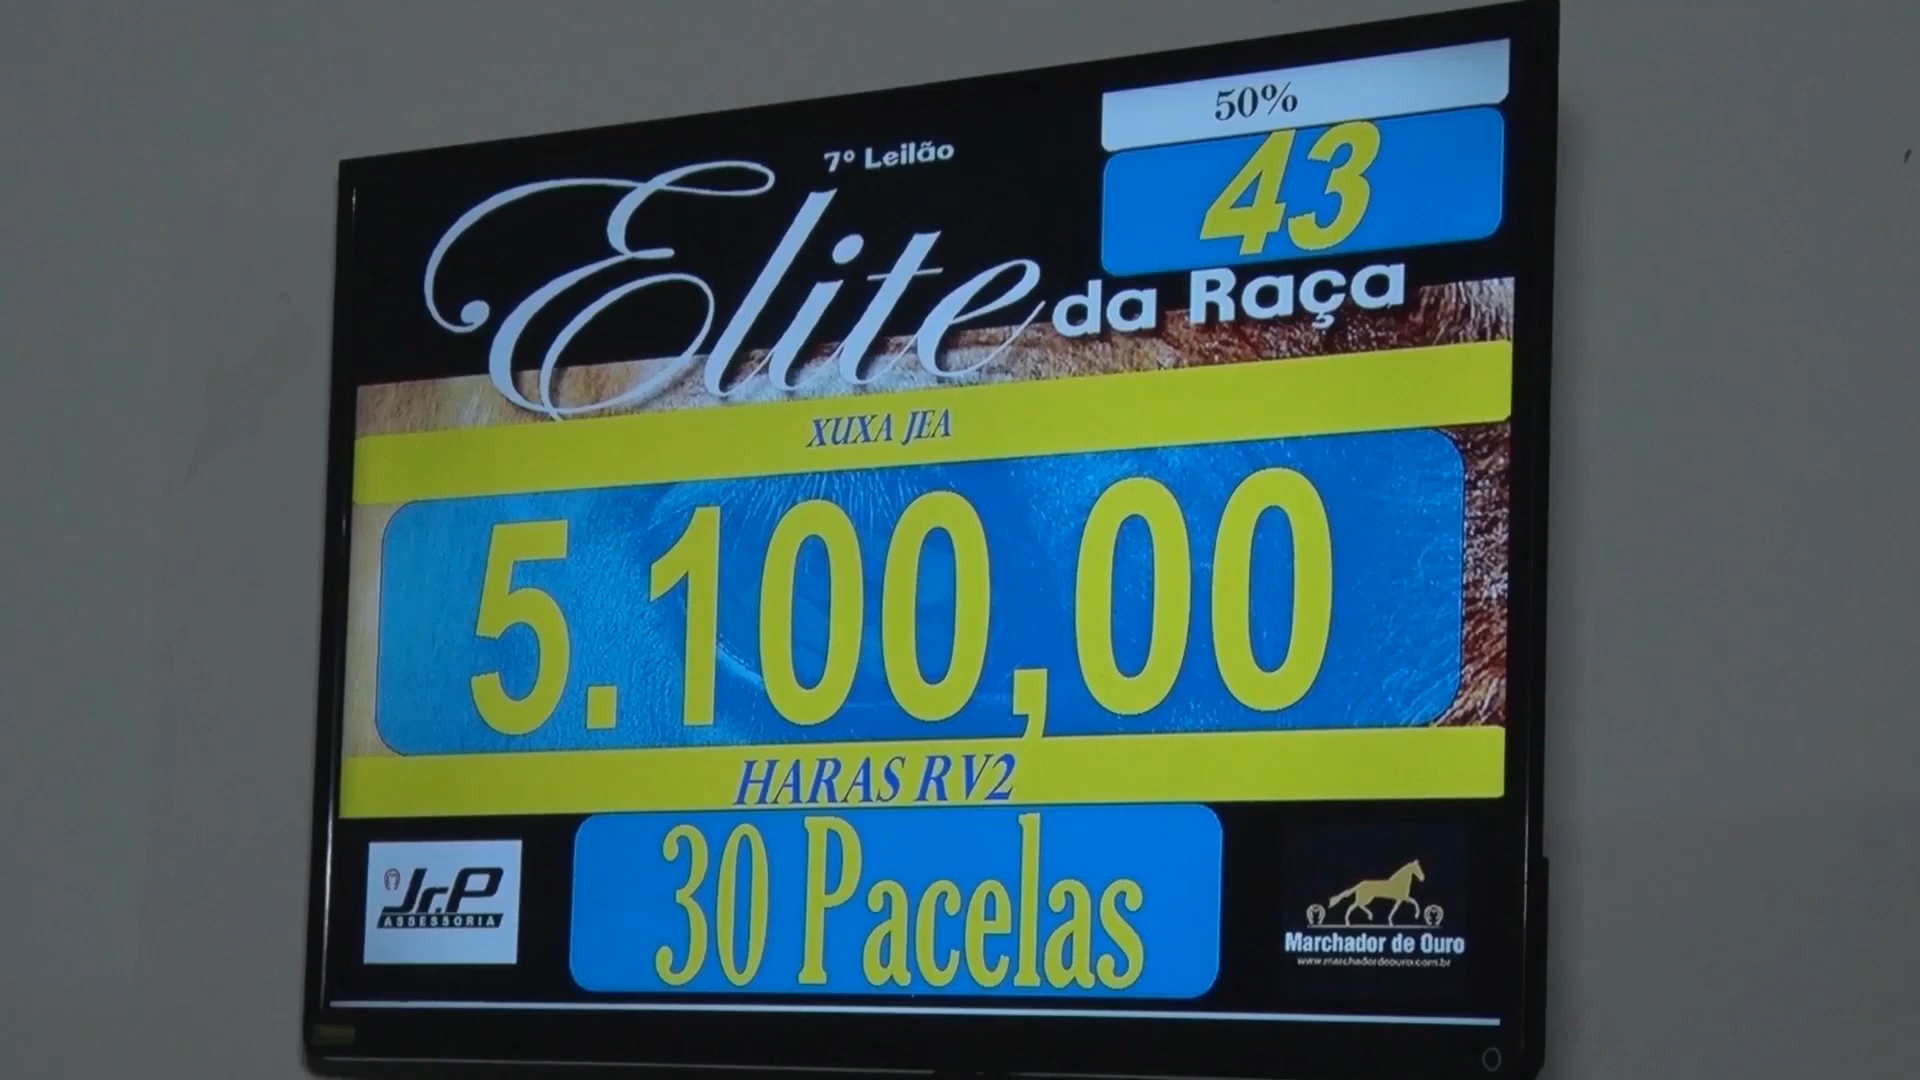 50%
43
7º Leilão
Elite da Raça
XUXA JEA
5.100,00
HARAS RV2
30 Pacelas
Jr.P
ASSESSORIA
Marchador de Ouro
www.marchadordeouro.com.br